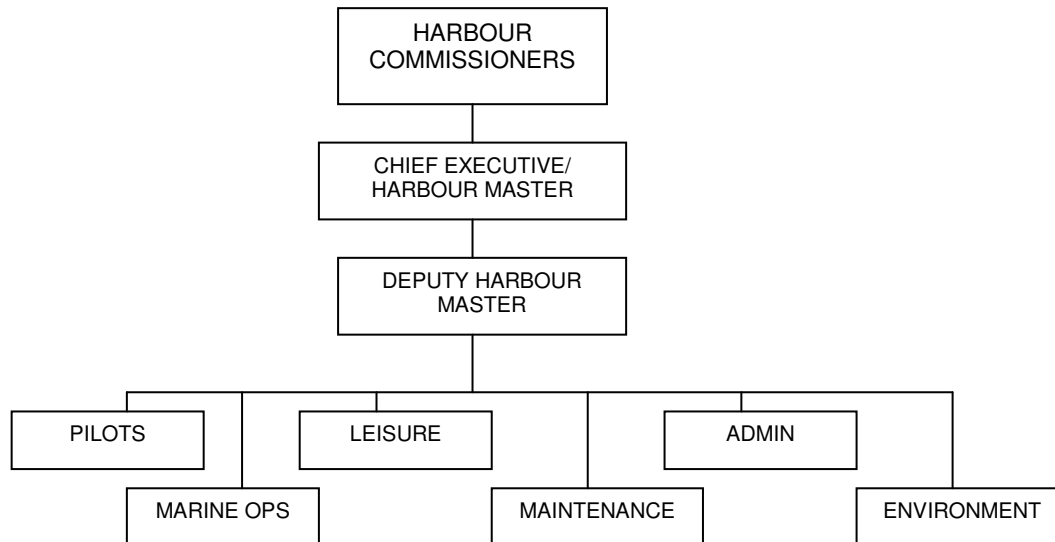 HARBOUR
COMMISSIONERS
CHIEF EXECUTIVE/
HARBOUR MASTER
DEPUTY HARBOUR
MASTER
PILOTS
LEISURE
ADMIN
MARINE OPS
MAINTENANCE
ENVIRONMENT